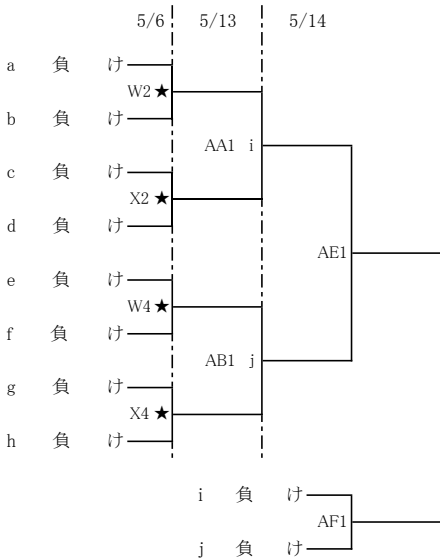 5/6 5/13 5/14
a 負 け
W2 ★
b 負 け
AA1 i
c 負 け
X2 ★
d 負 け
AE1
e 負 け
W4 ★
f 負 け
AB1 j
g 負 け
X4 ★
h 負 け
i 負 け
AF1
j 負 け